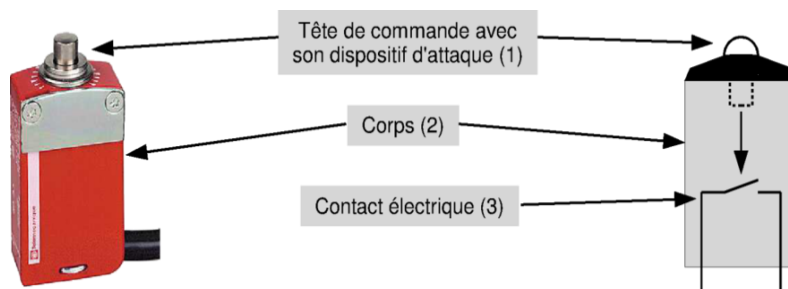 Tête de commande avec
son dispositif d'attaque (1)
Corps (2)
Contact électrique (3)